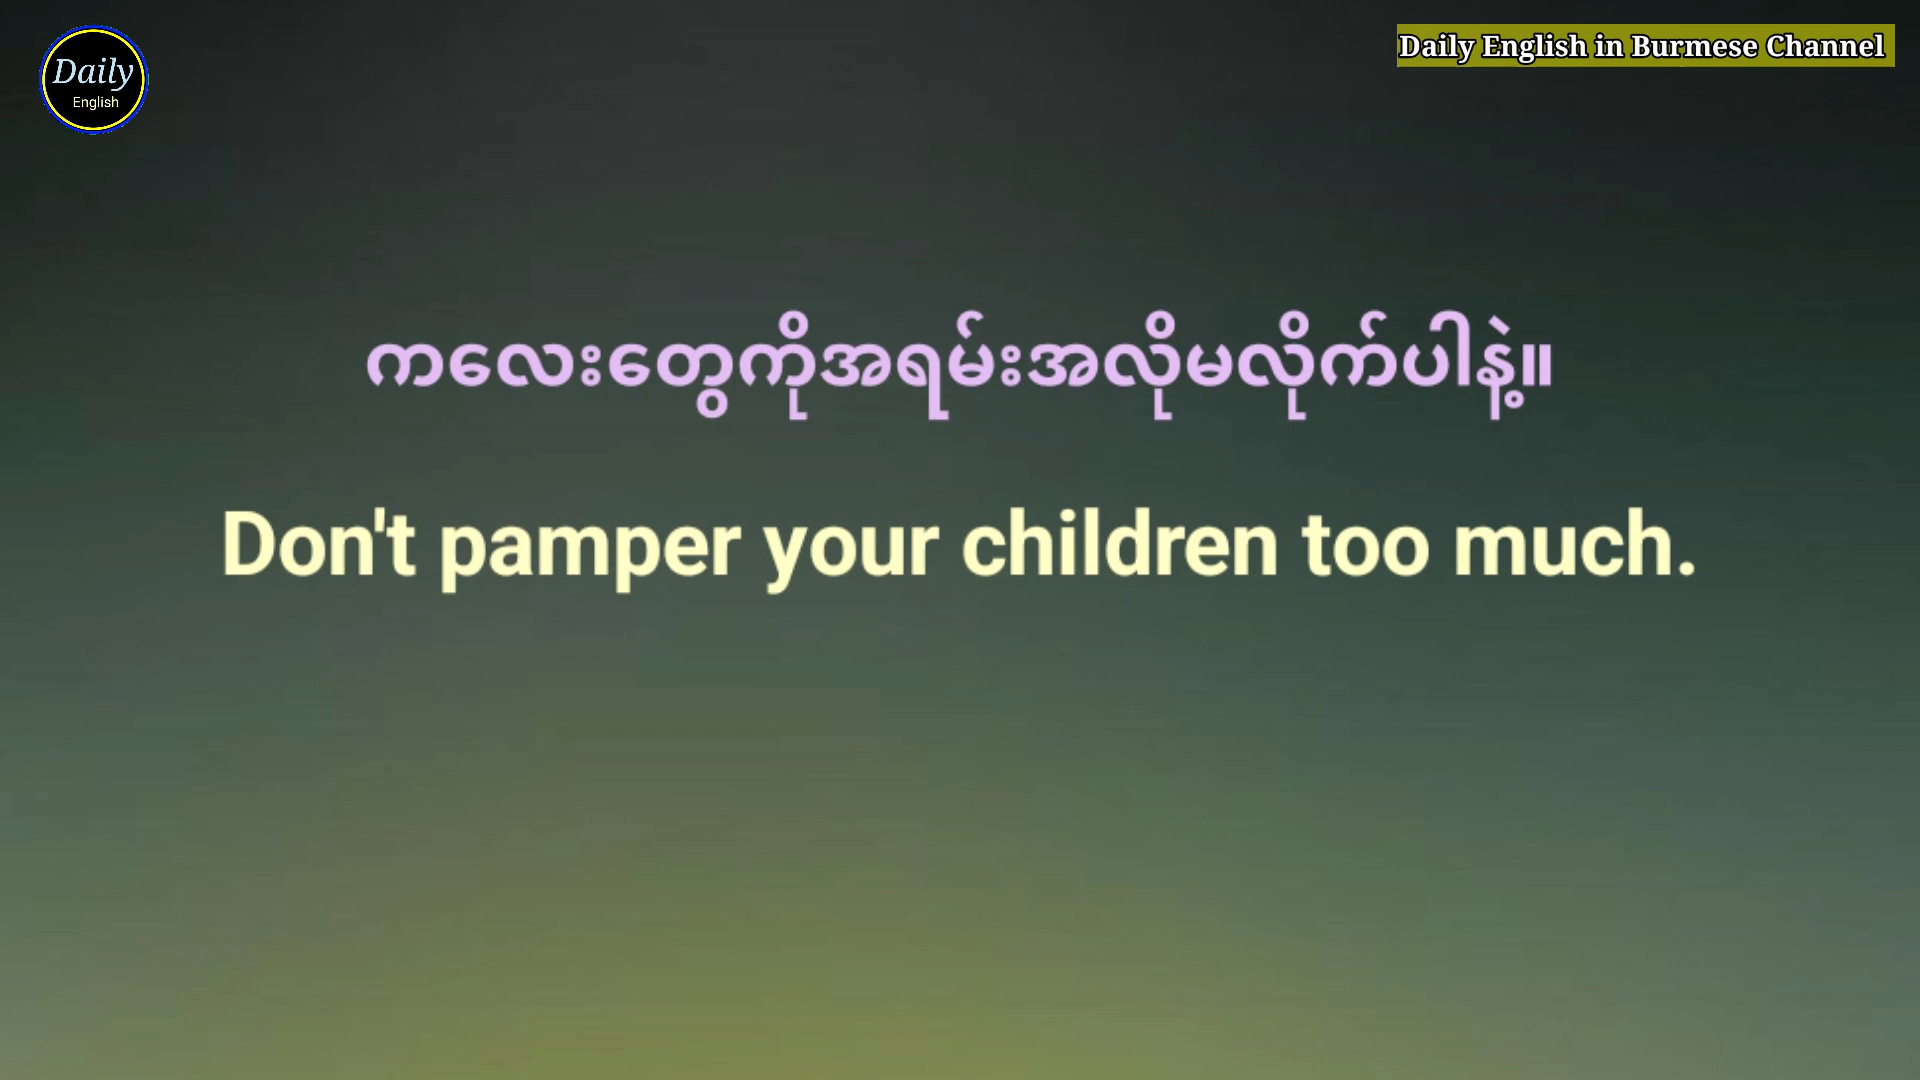 Daily
English
Daily English in Burmese Channel
ကလေးတွေကိုအရမ်းအလိုမလိုက်ပါနဲ့။
Don't pamper your children too much.